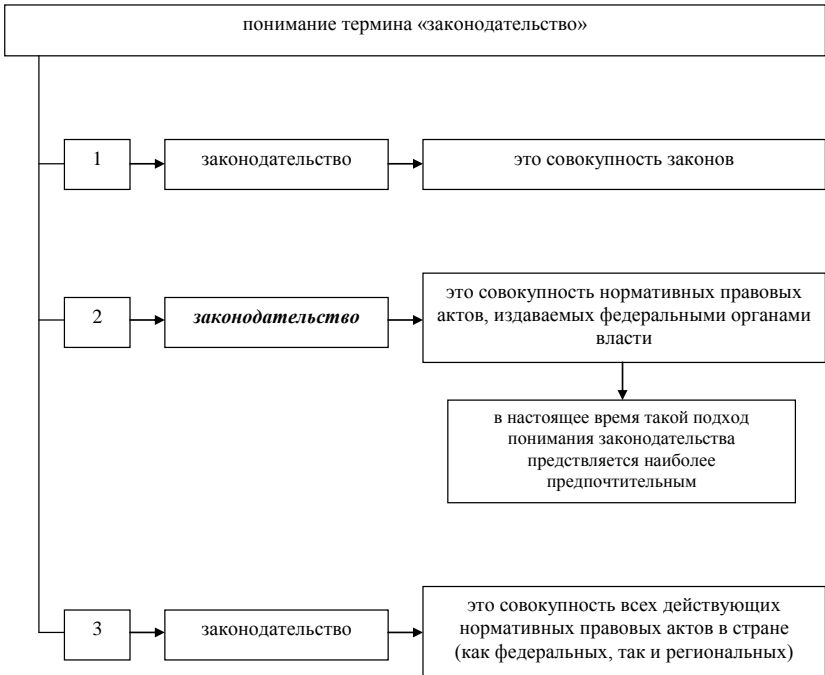 понимание термина «законодательство»
1
законодательство
это совокупность законов
2
законодательство
это совокупность нормативных правовых
актов, издаваемых федеральными органами
власти
в настоящее время такой подход
понимания законодательства
предствляется наиболее
предпочтительным
3
законодательство
это совокупность всех действующих
нормативных правовых актов в стране
(как федеральных, так и региональных)